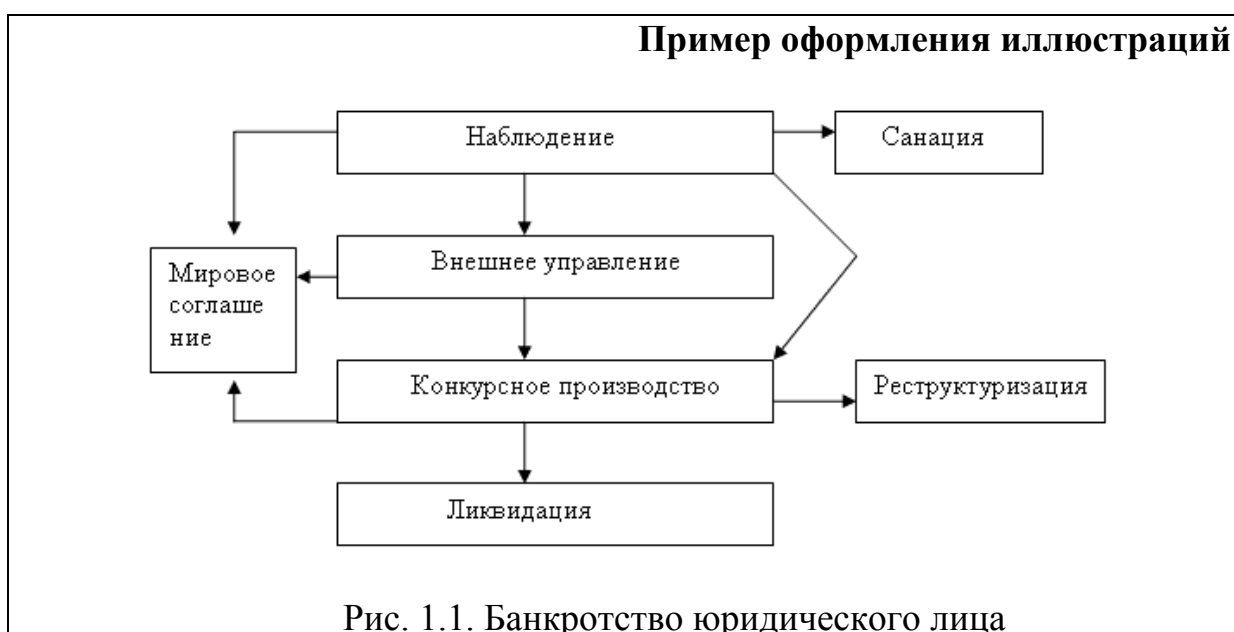 Пример оформления иллюстраций
Наблюдение
Санация
Внешнее управление
Мировое
соглаше
ние
Конкурсное производство
Реструктуризация
Ликвидация
Рис. 1.1. Банкротство юридического лица